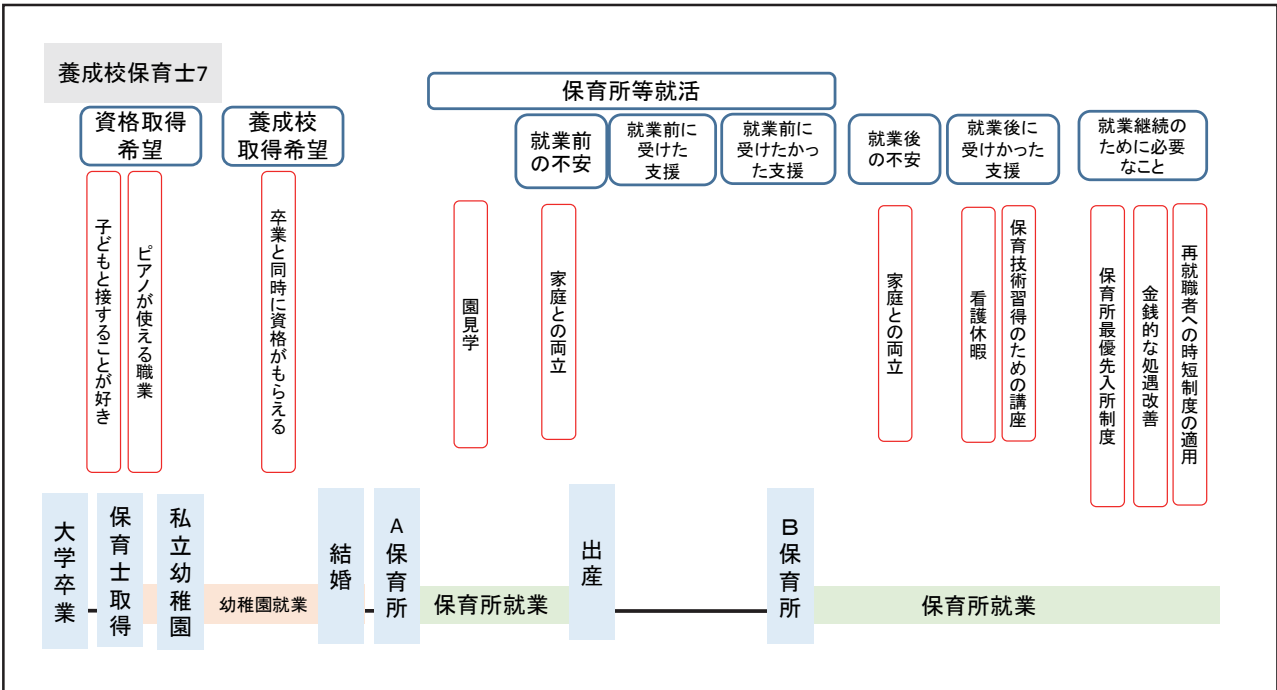 養成校保育士7
保育所等就活
資格取得
希望
養成校
取得希望
就業前
の不安
就業前に
受けた
支援
就業前に
受けたかっ
た支援
就業後
の不安
就業後に
受けかった
支援
就業継続の
ために必要
なこと
子どもと接することが好き
ピアノが使える職業
卒業と同時に資格がもらえる
園見学
家庭との両立
家庭との両立
看護休暇
保育技術習得のための講座
保育所最優先入所制度
金銭的な処遇改善
再就職者への時短制度の適用
大学卒業
保育士取得
私立幼稚園
幼稚園就業
結婚
A保育所
保育所就業
出産
B保育所
保育所就業